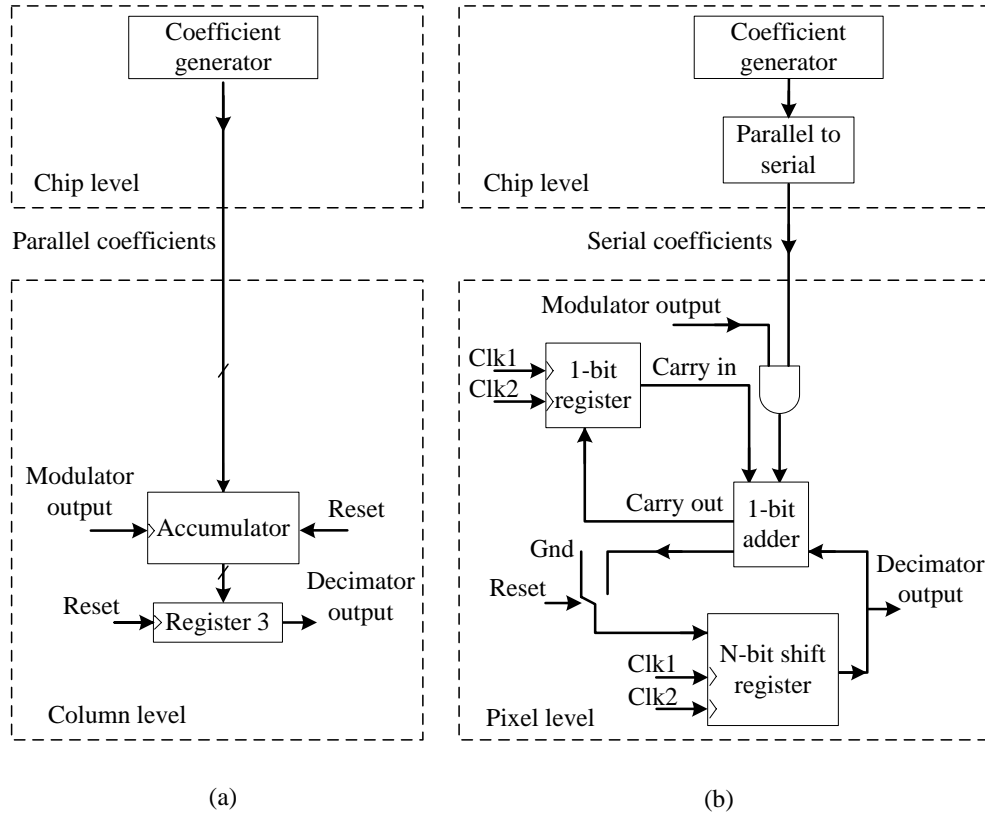 Coefficient
generator
Chip level
Parallel coefficients
Modulator
output
Accumulator
Reset
Reset
Register 3
Decimator
output
Column level
(a)
Coefficient
generator
Parallel to
serial
Chip level
Serial coefficients
Modulator output
Clk1
Clk2
1-bit
register
Carry in
Carry out
1-bit
adder
Gnd
Reset
Decimator
output
Clk1
Clk2
N-bit shift
register
Pixel level
(b)